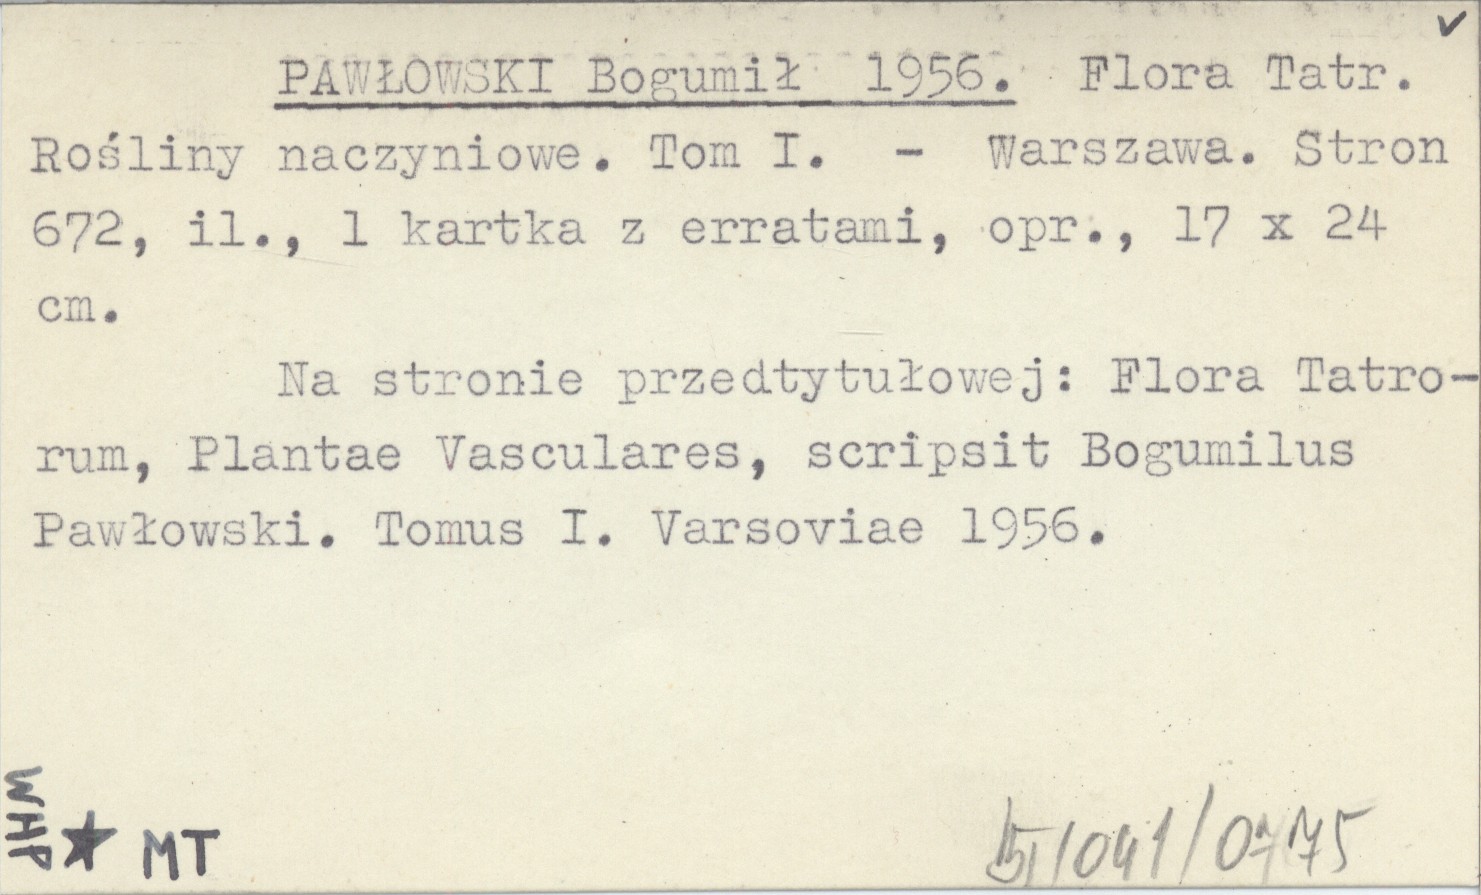 PAWŁOWSKI Bogumił 1956. Flora Tatr.
Rośliny naczyniowe. Tom I. - Warszawa. Stron
672, il., 1 kartka z erratami, opr., 17 x 24
cm.
Na stronie przedtytułowej: Flora Tatro-
rum, Plantae Vasculares, scripsit Bogumilus
Pawłowski. Tomus I. Varsoviae 1956.
WHP
MT